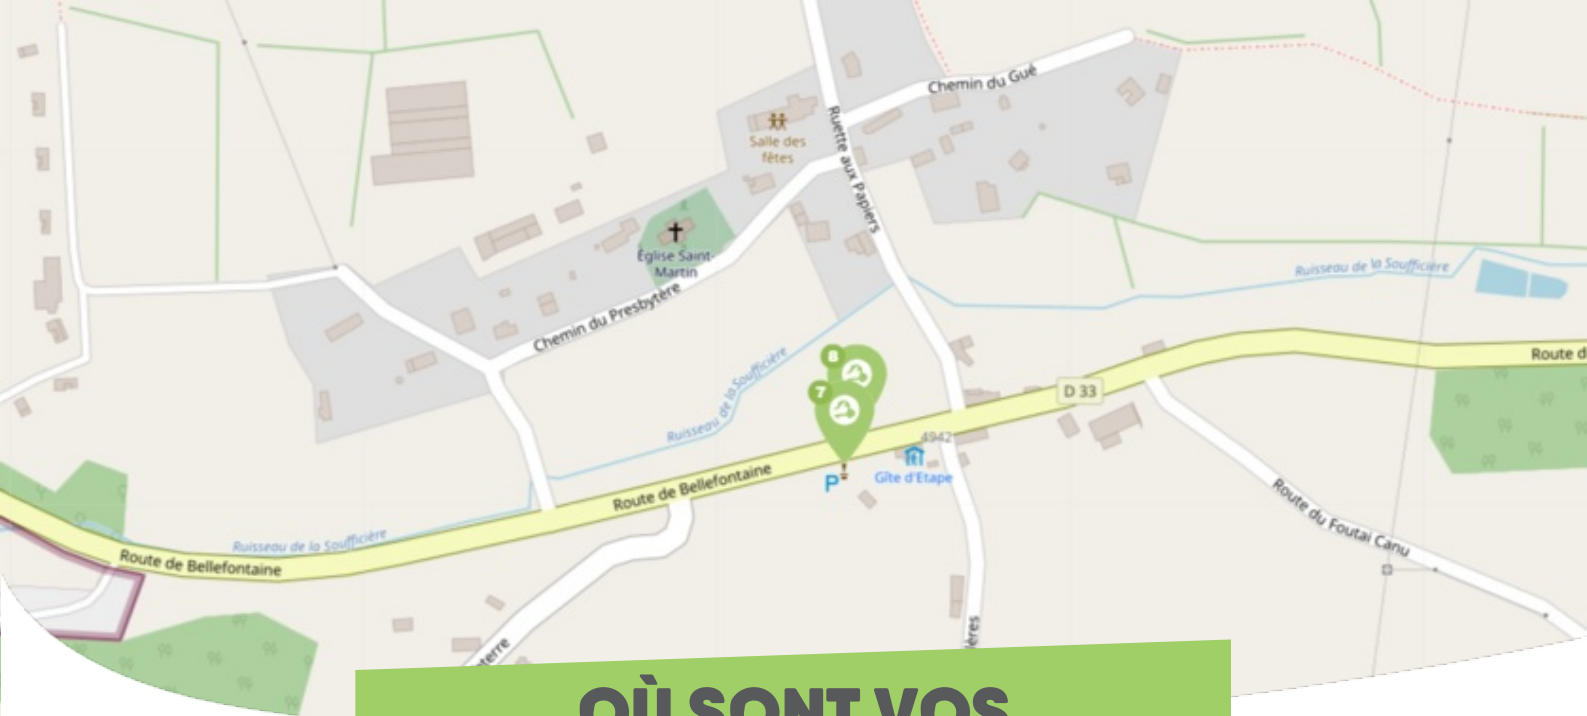 Chemin du Gué
Ruette aux Papiers
Salle des
fêtes
Église Saint-
Martin
Chemin du Presbytère
Ruisseau de la Soufficière
Ruisseau de la Soufficière
Route d
8
7
D 33
4942
P
Gîte d'Etape
Route de Bellefontaine
Route du Foutai Canu
Ruisseau de la Soufficière
Route de Bellefontaine
terre
ères
OÙ SONT VOS